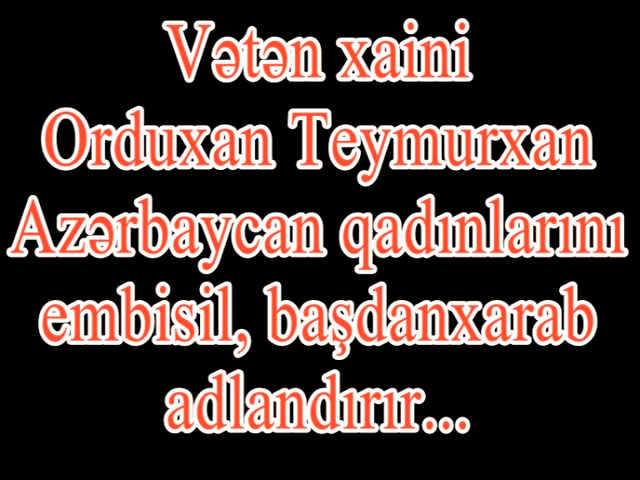 Vətən xaini
Orduxan Teymurxan
Azərbaycan qadınlarını
embisil, başdanxarab
adlandırır...